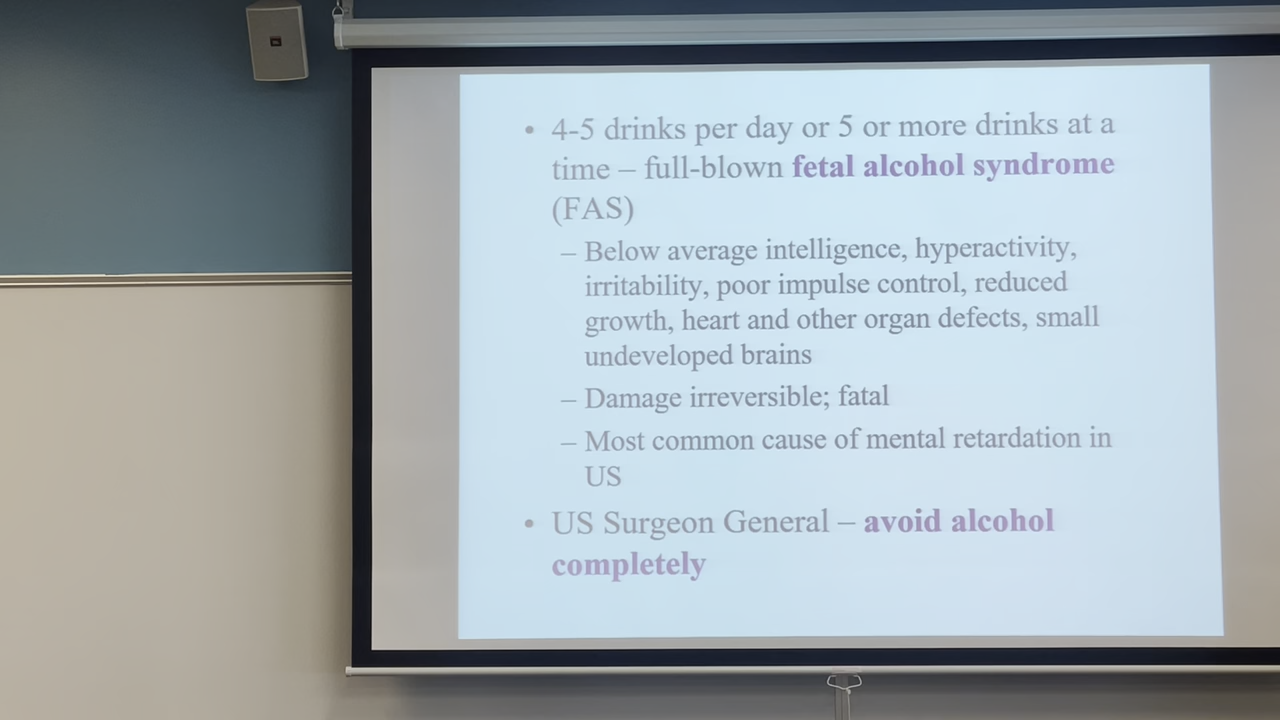 • 4-5 drinks per day or 5 or more drinks at a
time – full-blown fetal alcohol syndrome
(FAS)
– Below average intelligence, hyperactivity,
irritability, poor impulse control, reduced
growth, heart and other organ defects, small
undeveloped brains
– Damage irreversible; fatal
– Most common cause of mental retardation in
US
• US Surgeon General – avoid alcohol
completely